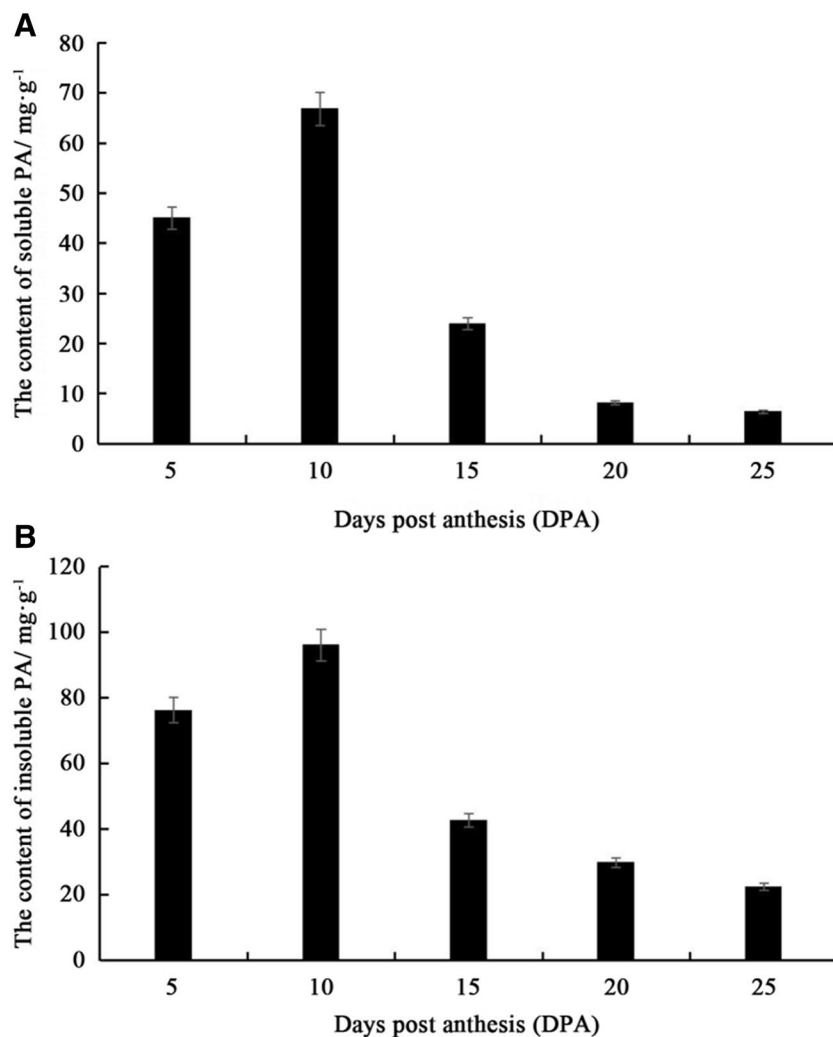 A
The content of soluble PA/ mg·g⁻¹
80
70
60
50
40
30
20
10
0
5 10 15 20 25
Days post anthesis (DPA)
B
The content of insoluble PA/ mg·g⁻¹
120
100
80
60
40
20
0
5 10 15 20 25
Days post anthesis (DPA)